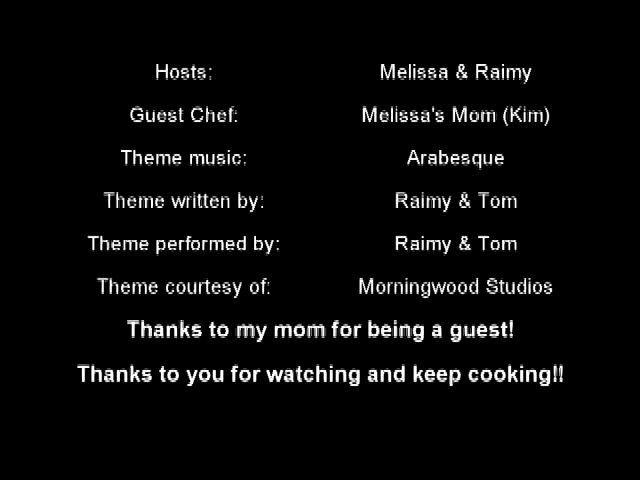 Hosts: Melissa & Raimy
Guest Chef: Melissa's Mom (Kim)
Theme music: Arabesque
Theme written by: Raimy & Tom
Theme performed by: Raimy & Tom
Theme courtesy of: Morningwood Studios
Thanks to my mom for being a guest!
Thanks to you for watching and keep cooking!!